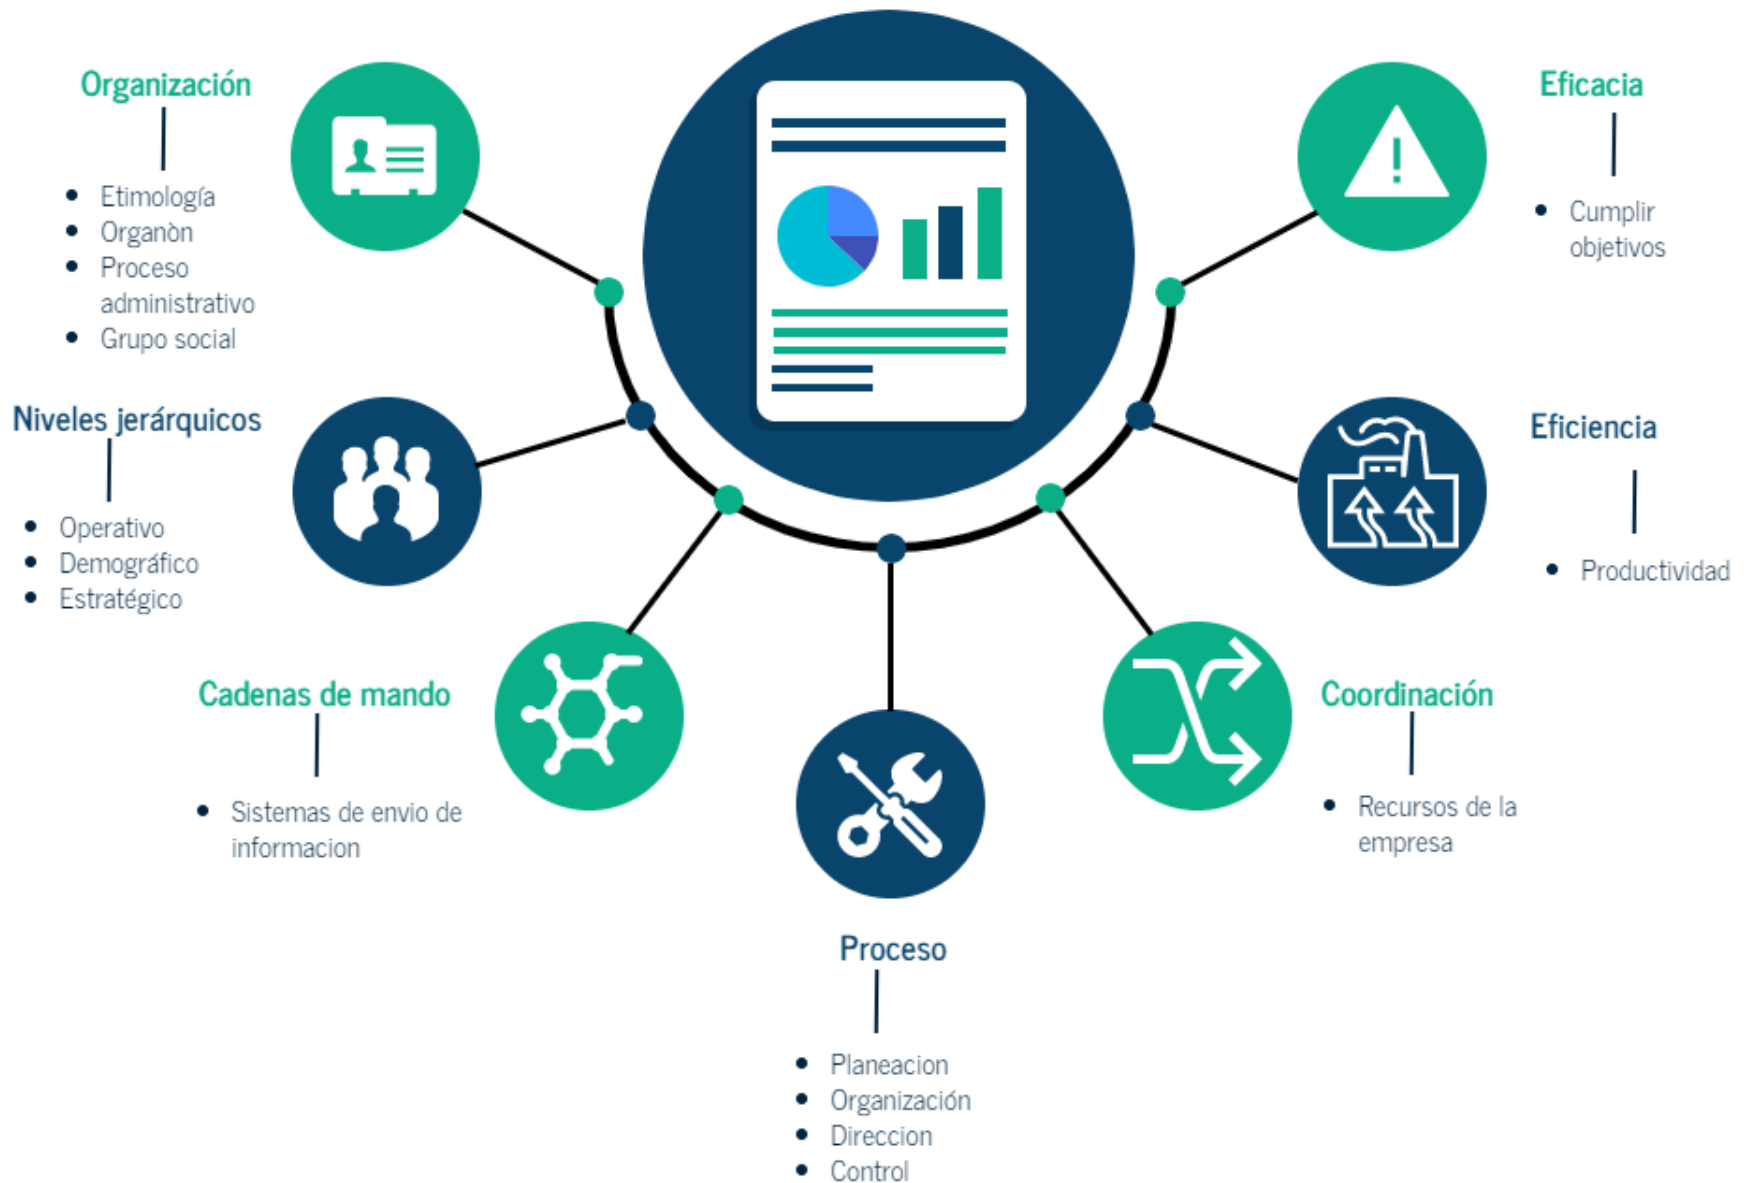 Organización
• Etimología
• Organòn
• Proceso
administrativo
• Grupo social
Niveles jerárquicos
• Operativo
• Demográfico
• Estratégico
Cadenas de mando
• Sistemas de envio de
informacion
Proceso
• Planeacion
• Organización
• Direccion
• Control
Coordinación
• Recursos de la
empresa
Eficiencia
• Productividad
Eficacia
• Cumplir
objetivos